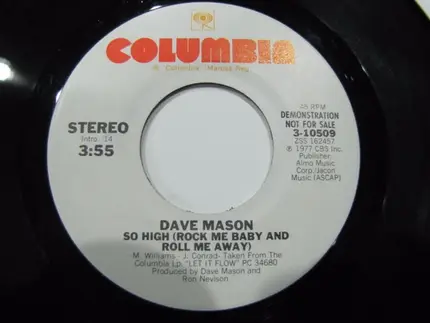 COLUMBIA
® Columbia, Marcas Reg.
45 RPM
DEMONSTRATION
NOT FOR SALE
3-10509
ZSS 162457
℗ 1977 CBS Inc.
Publisher:
Almo Music
Corp./Jacon
Music [ASCAP]
STEREO
Intro. :14
3:55
DAVE MASON
SO HIGH (ROCK ME BABY AND
ROLL ME AWAY)
M. Williams - J. Conrad- Taken From The
Columbia Lp. "LET IT FLOW" PC 34680
Produced by Dave Mason and
Ron Nevison